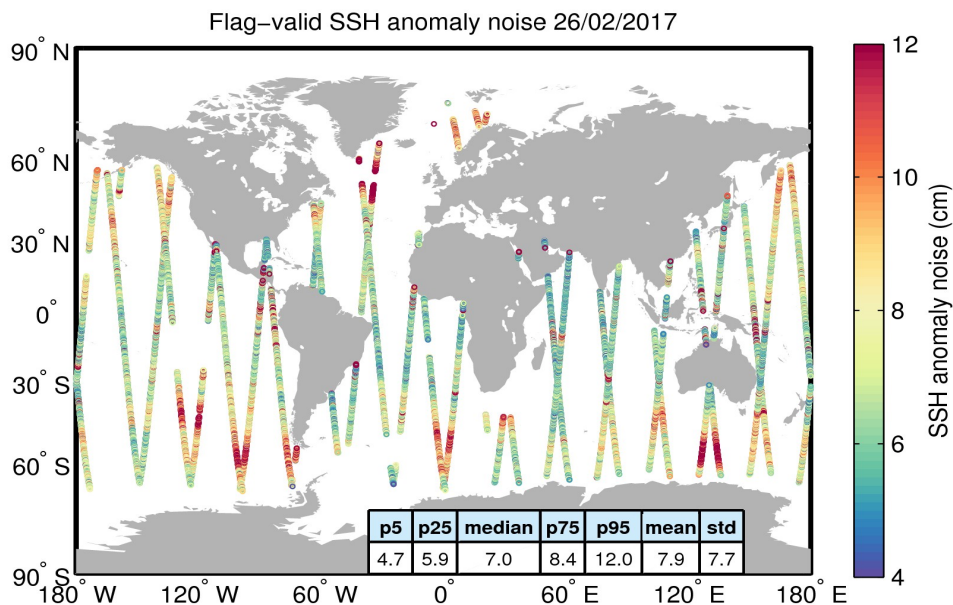 Flag−valid SSH anomaly noise 26/02/2017
90° N
60° N
30° N
0°
30° S
60° S
90° S
180° W
120° W
60° W
0°
60° E
120° E
180° E
p5 p25 median p75 p95 mean std
4.7 5.9 7.0 8.4 12.0 7.9 7.7
12
10
8
6
4
SSH anomaly noise (cm)